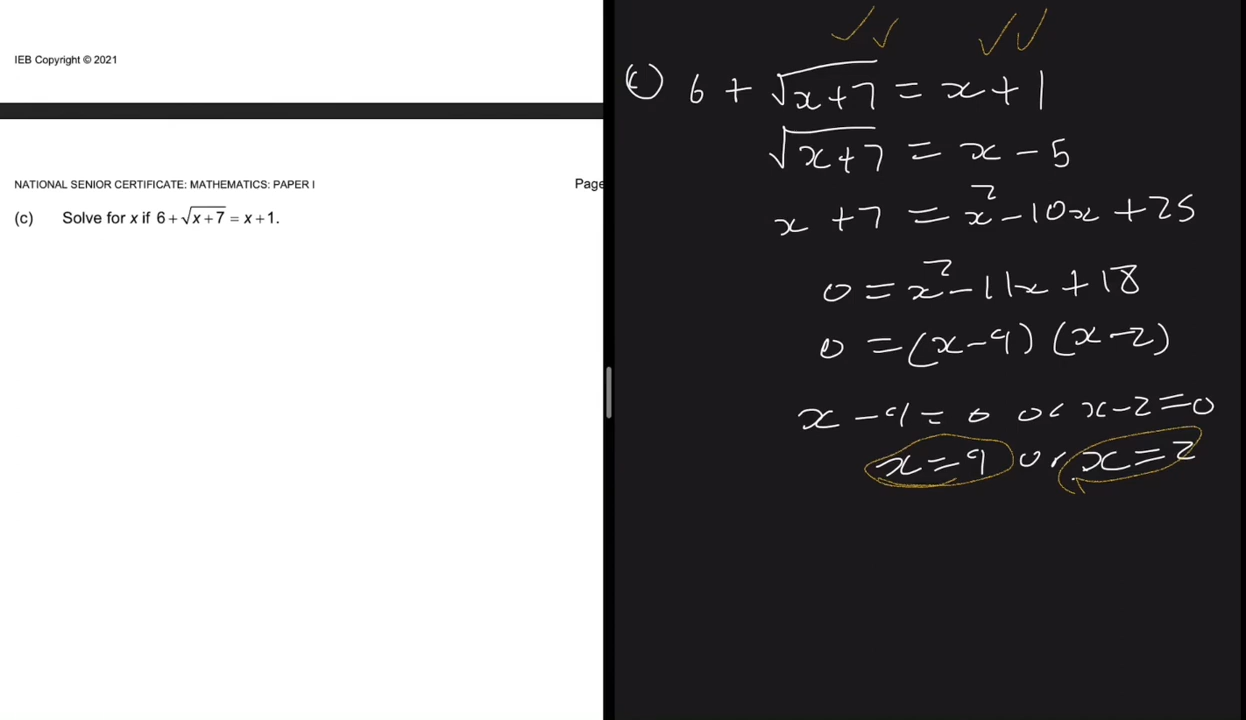 IEB Copyright © 2021
NATIONAL SENIOR CERTIFICATE: MATHEMATICS: PAPER I
Page
(c) Solve for x if 6 + √(x + 7) = x + 1.
c) 6 + √(x+7) = x + 1
√(x+7) = x - 5
x + 7 = x² - 10x + 25
0 = x² - 11x + 18
0 = (x-9) (x-2)
x - 9 = 0 or x-2=0
x=9 or x=2